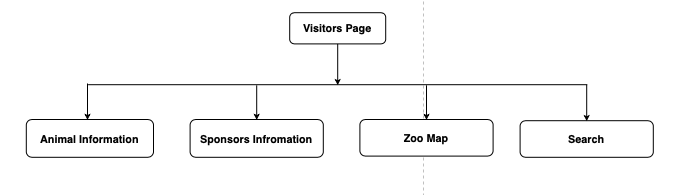 Visitors Page
Animal Information
Sponsors Infromation
Zoo Map
Search